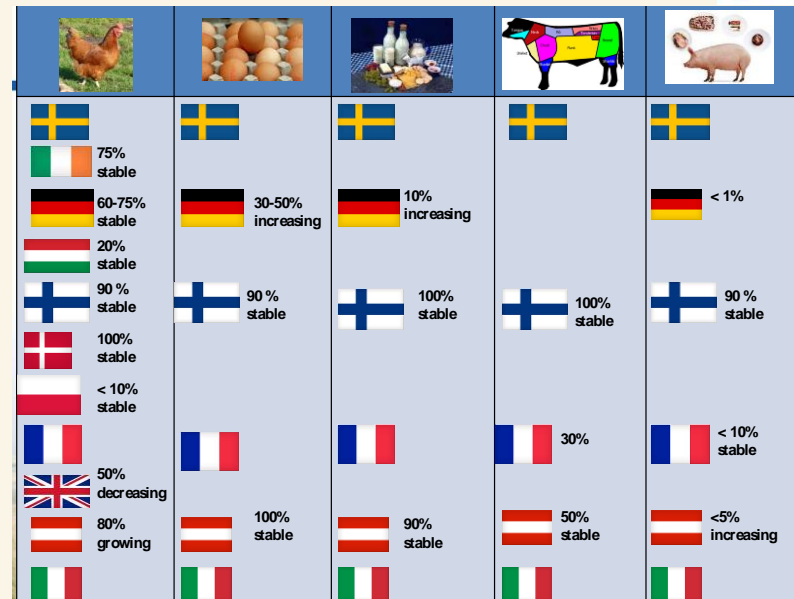 75%
stable
60-75%
stable
30-50%
increasing
10%
increasing
< 1%
20%
stable
90 %
stable
90 %
stable
100%
stable
100%
stable
90 %
stable
100%
stable
< 10%
stable
30%
< 10%
stable
50%
decreasing
80%
growing
100%
stable
90%
stable
50%
stable
<5%
increasing